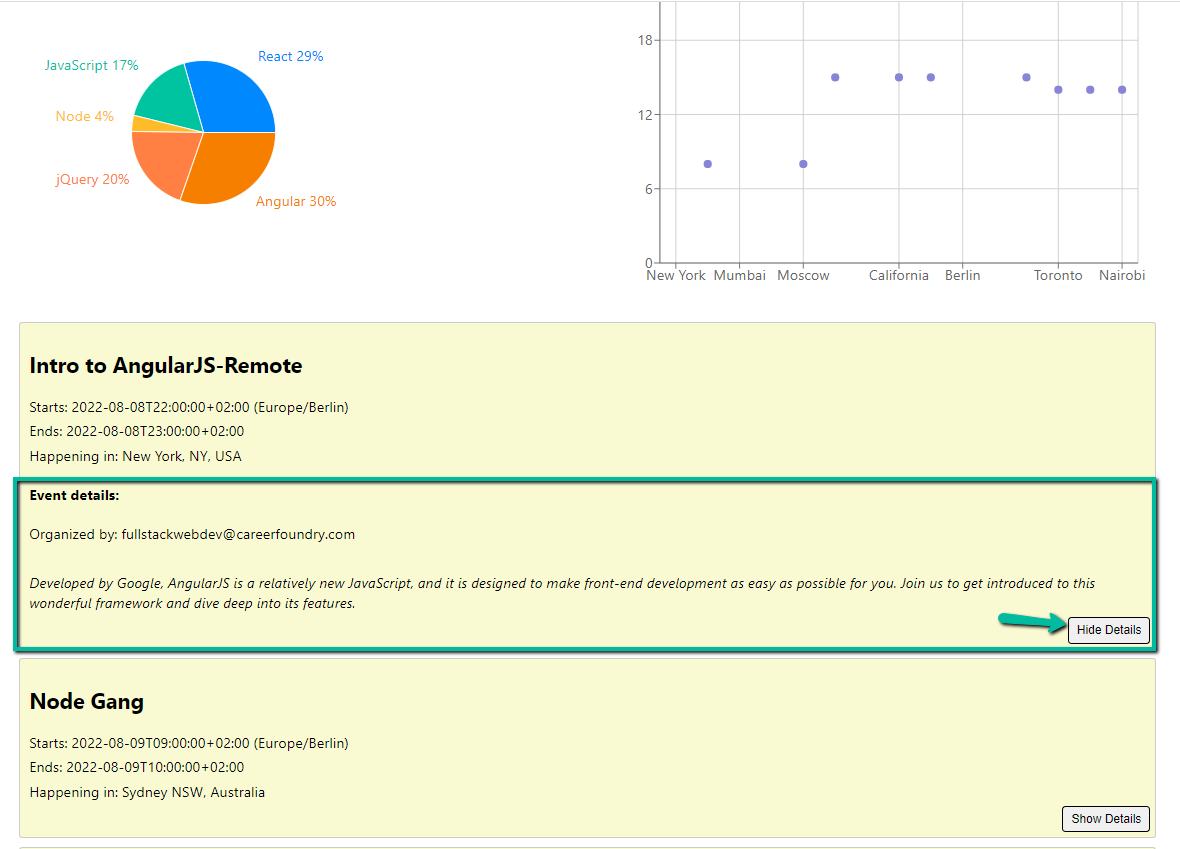 React 29%
JavaScript 17%
Node 4%
jQuery 20%
Angular 30%
18
12
6
0
New York Mumbai Moscow California Berlin Toronto Nairobi
Intro to AngularJS-Remote
Starts: 2022-08-08T22:00:00+02:00 (Europe/Berlin)
Ends: 2022-08-08T23:00:00+02:00
Happening in: New York, NY, USA
Event details:
Organized by: fullstackwebdev@careerfoundry.com
Developed by Google, AngularJS is a relatively new JavaScript, and it is designed to make front-end development as easy as possible for you. Join us to get introduced to this
wonderful framework and dive deep into its features.
Hide Details
Node Gang
Starts: 2022-08-09T09:00:00+02:00 (Europe/Berlin)
Ends: 2022-08-09T10:00:00+02:00
Happening in: Sydney NSW, Australia
Show Details